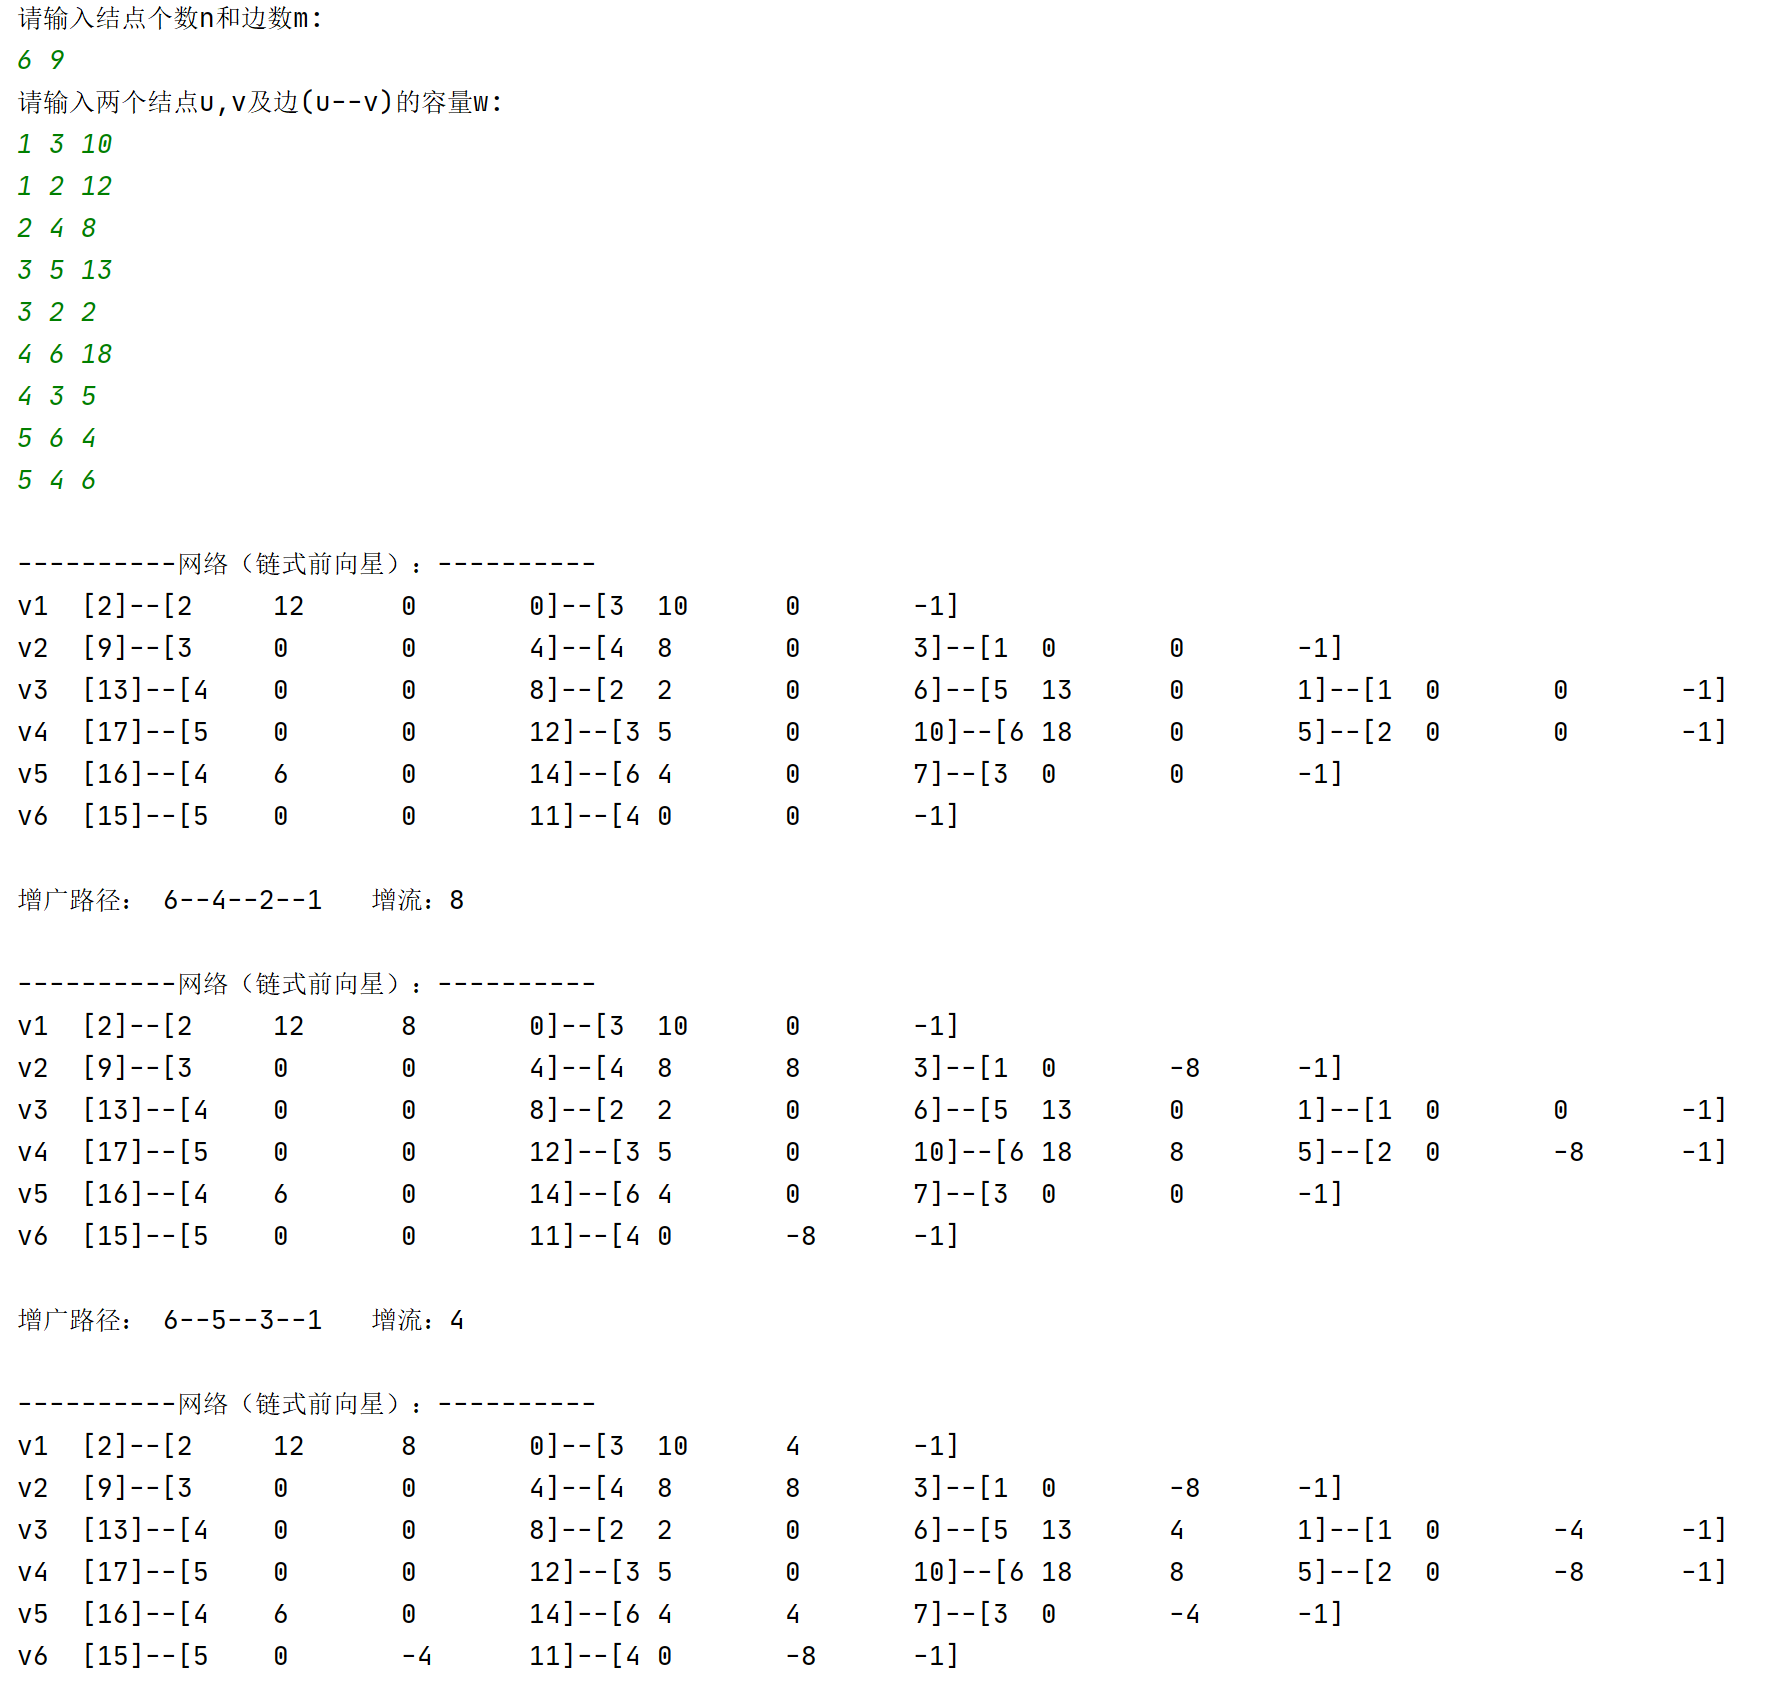 请输入结点个数n和边数m:
6 9
请输入两个结点u,v及边(u--v)的容量w:
1 3 10
1 2 12
2 4 8
3 5 13
3 2 2
4 6 18
4 3 5
5 6 4
5 4 6
----------网络（链式前向星）：----------
v1  [2]--[2     12      0       0]--[3  10      0       -1]
v2  [9]--[3     0       0       4]--[4  8       0       3]--[1  0       0       -1]
v3  [13]--[4    0       0       8]--[2  2       0       6]--[5  13      0       1]--[1  0       0       -1]
v4  [17]--[5    0       0       12]--[3 5       0       10]--[6 18      0       5]--[2  0       0       -1]
v5  [16]--[4    6       0       14]--[6 4       0       7]--[3  0       0       -1]
v6  [15]--[5    0       0       11]--[4 0       0       -1]
增广路径： 6--4--2--1   增流：8
----------网络（链式前向星）：----------
v1  [2]--[2     12      8       0]--[3  10      0       -1]
v2  [9]--[3     0       0       4]--[4  8       8       3]--[1  0       -8      -1]
v3  [13]--[4    0       0       8]--[2  2       0       6]--[5  13      0       1]--[1  0       0       -1]
v4  [17]--[5    0       0       12]--[3 5       0       10]--[6 18      8       5]--[2  0       -8      -1]
v5  [16]--[4    6       0       14]--[6 4       0       7]--[3  0       0       -1]
v6  [15]--[5    0       0       11]--[4 0       -8      -1]
增广路径： 6--5--3--1   增流：4
----------网络（链式前向星）：----------
v1  [2]--[2     12      8       0]--[3  10      4       -1]
v2  [9]--[3     0       0       4]--[4  8       8       3]--[1  0       -8      -1]
v3  [13]--[4    0       0       8]--[2  2       0       6]--[5  13      4       1]--[1  0       -4      -1]
v4  [17]--[5    0       0       12]--[3 5       0       10]--[6 18      8       5]--[2  0       -8      -1]
v5  [16]--[4    6       0       14]--[6 4       4       7]--[3  0       -4      -1]
v6  [15]--[5    0       -4      11]--[4 0       -8      -1]